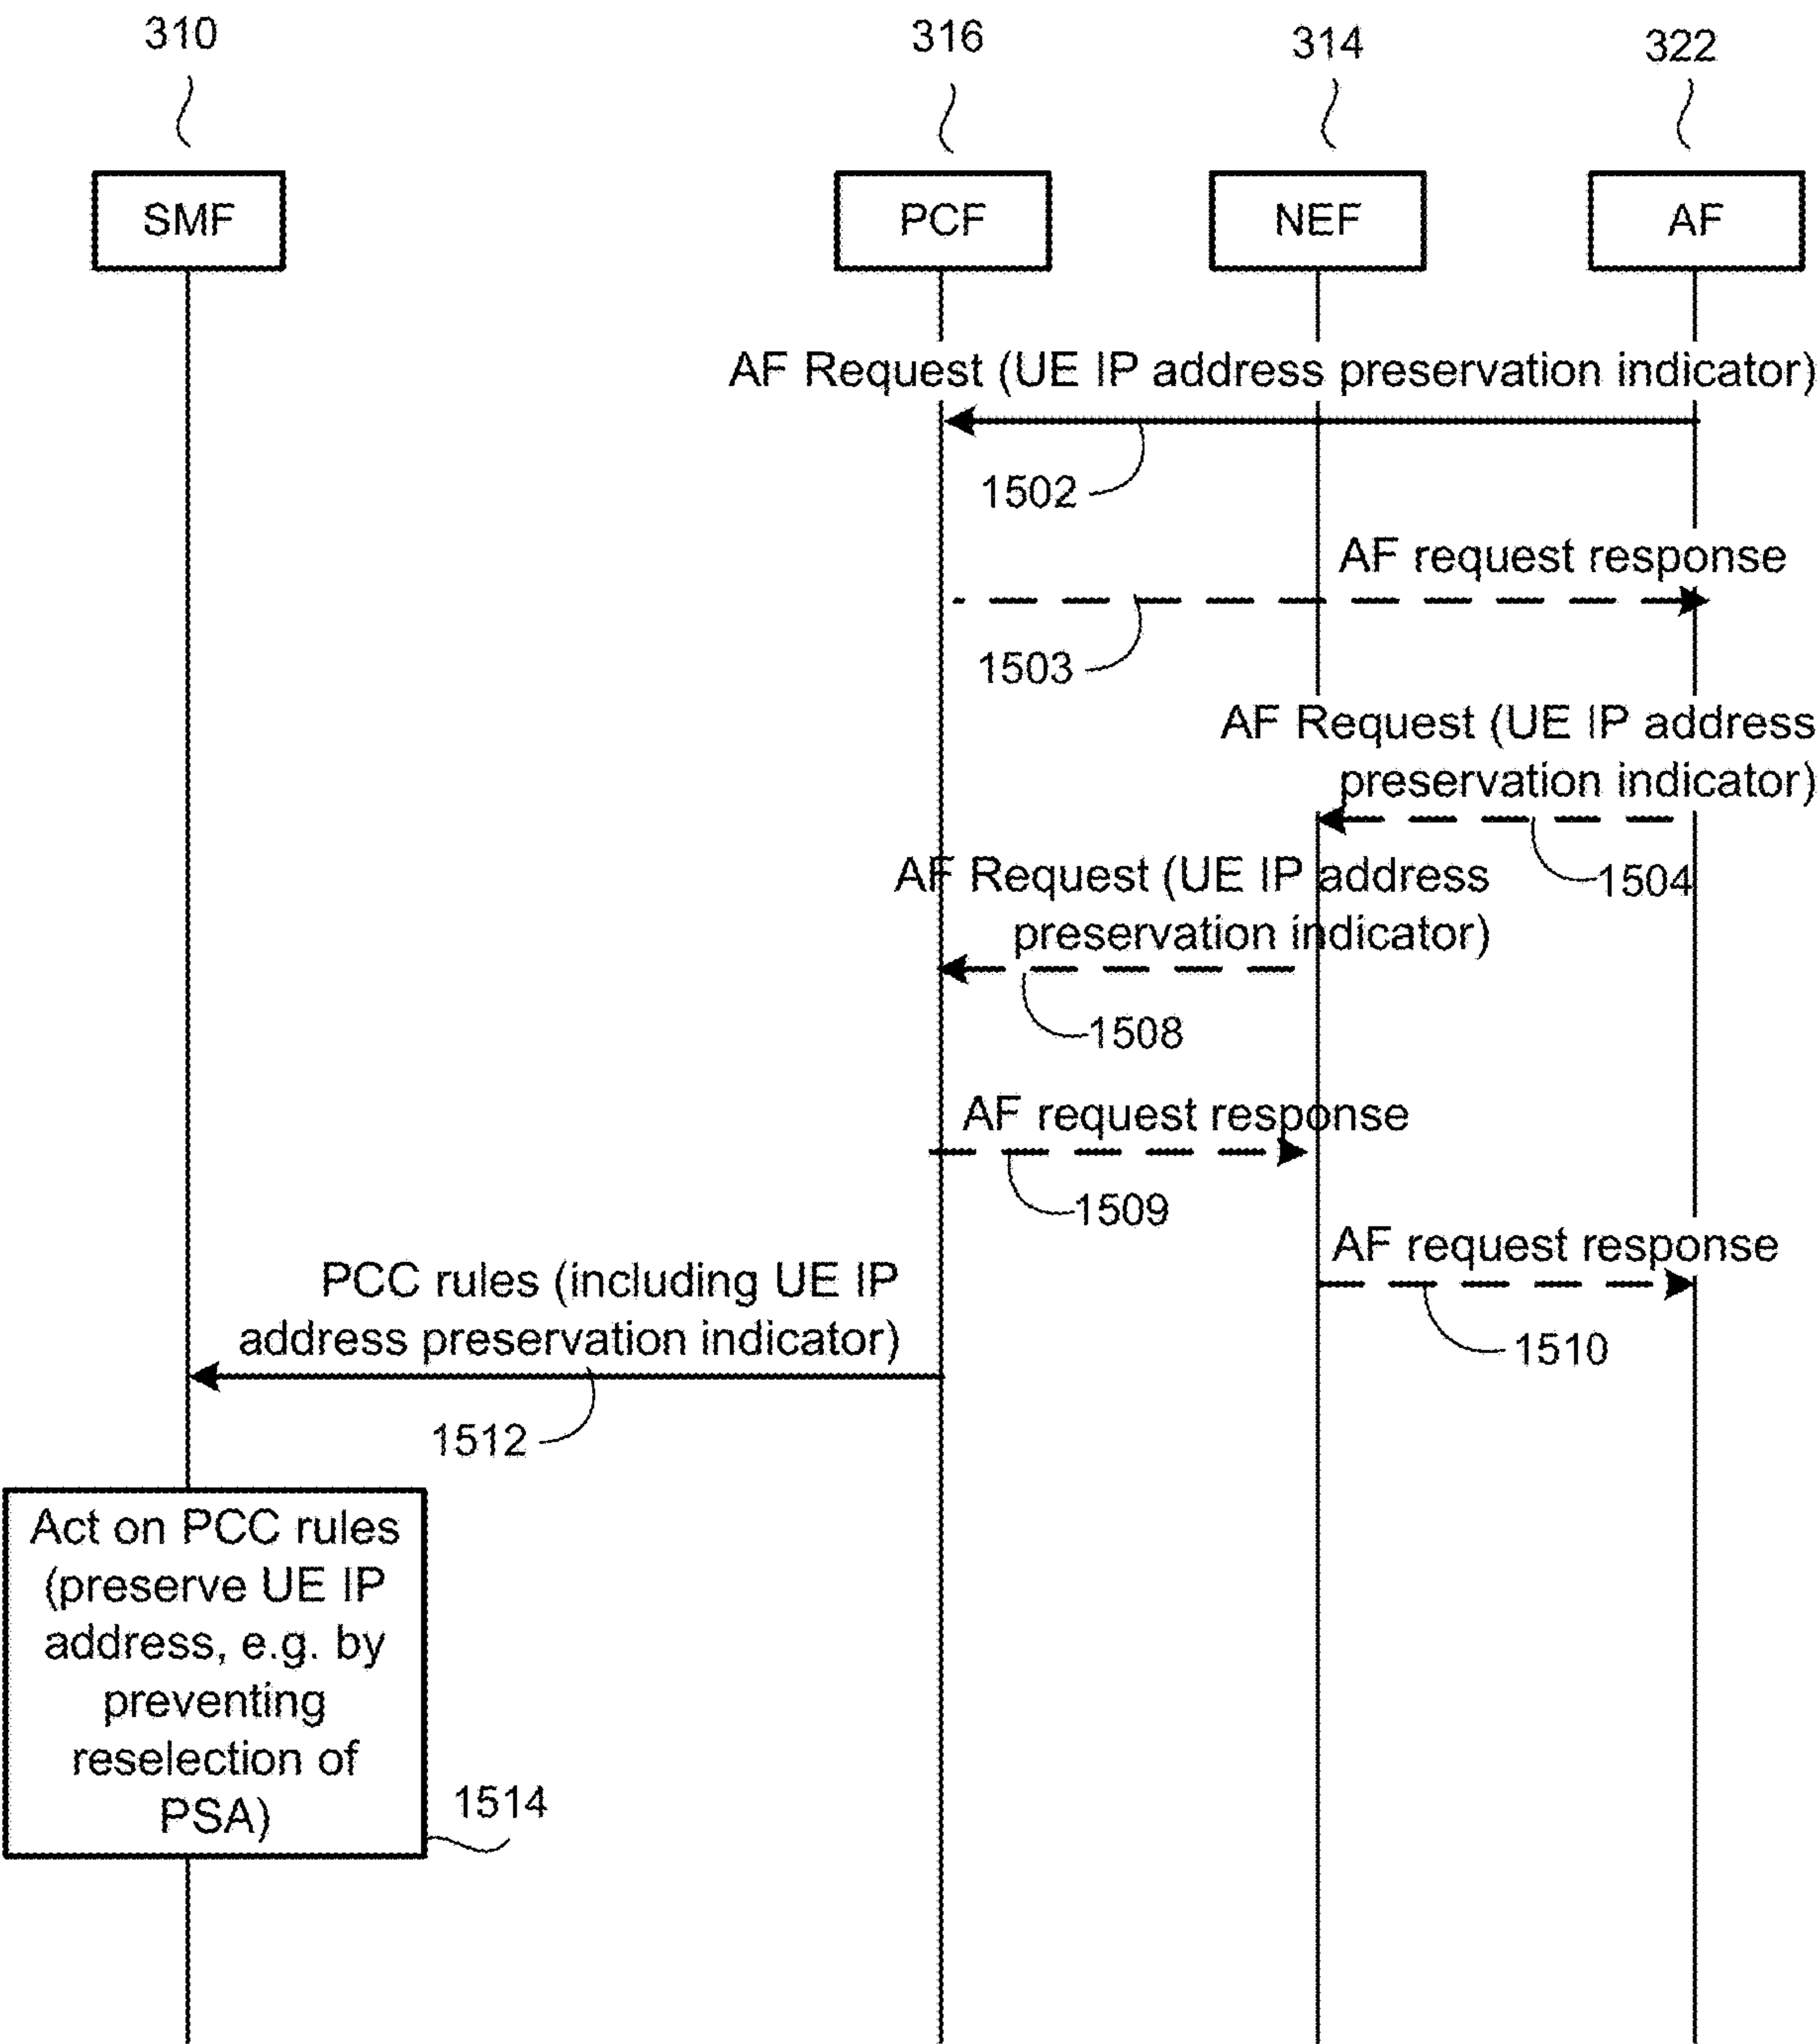 310
316
314
322
SMF
PCF
NEF
AF
AF Request (UE IP address preservation indicator)
1502
AF request response
1503
AF Request (UE IP address
preservation indicator)
1504
AF Request (UE IP address
preservation indicator)
1508
AF request response
1509
AF request response
1510
PCC rules (including UE IP
address preservation indicator)
1512
Act on PCC rules
(preserve UE IP
address, e.g. by
preventing
reselection of
PSA)
1514